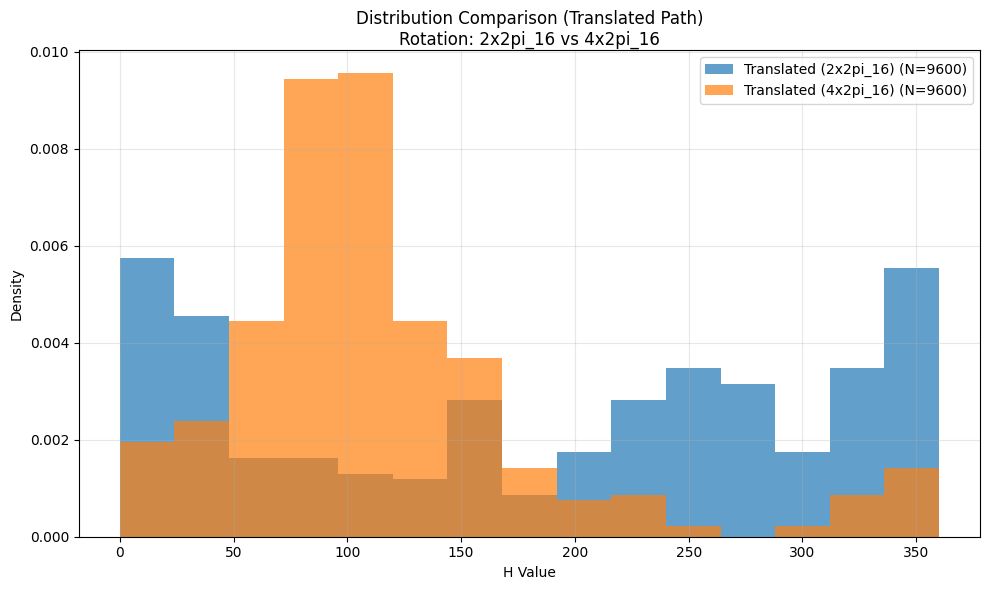 Distribution Comparison (Translated Path)
Rotation: 2x2pi_16 vs 4x2pi_16
Translated (2x2pi_16) (N=9600)
Translated (4x2pi_16) (N=9600)
Density
0.010
0.008
0.006
0.004
0.002
0.000
0 50 100 150 200 250 300 350
H Value